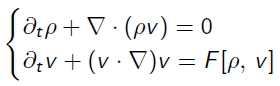 ∂ₜρ + ∇ · (ρv) = 0
∂ₜv + (v · ∇)v = F[ρ, v]